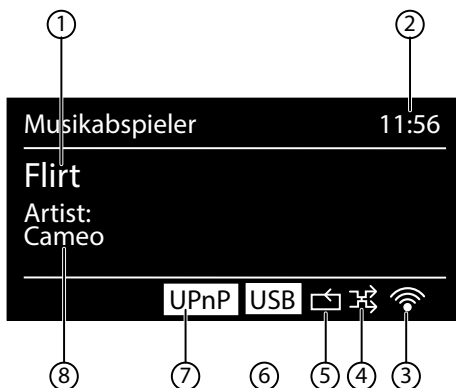 ① ②
Musikabspieler 11:56
Flirt
Artist:
Cameo
UPnP USB
⑧ ⑦ ⑥ ⑤ ④ ③